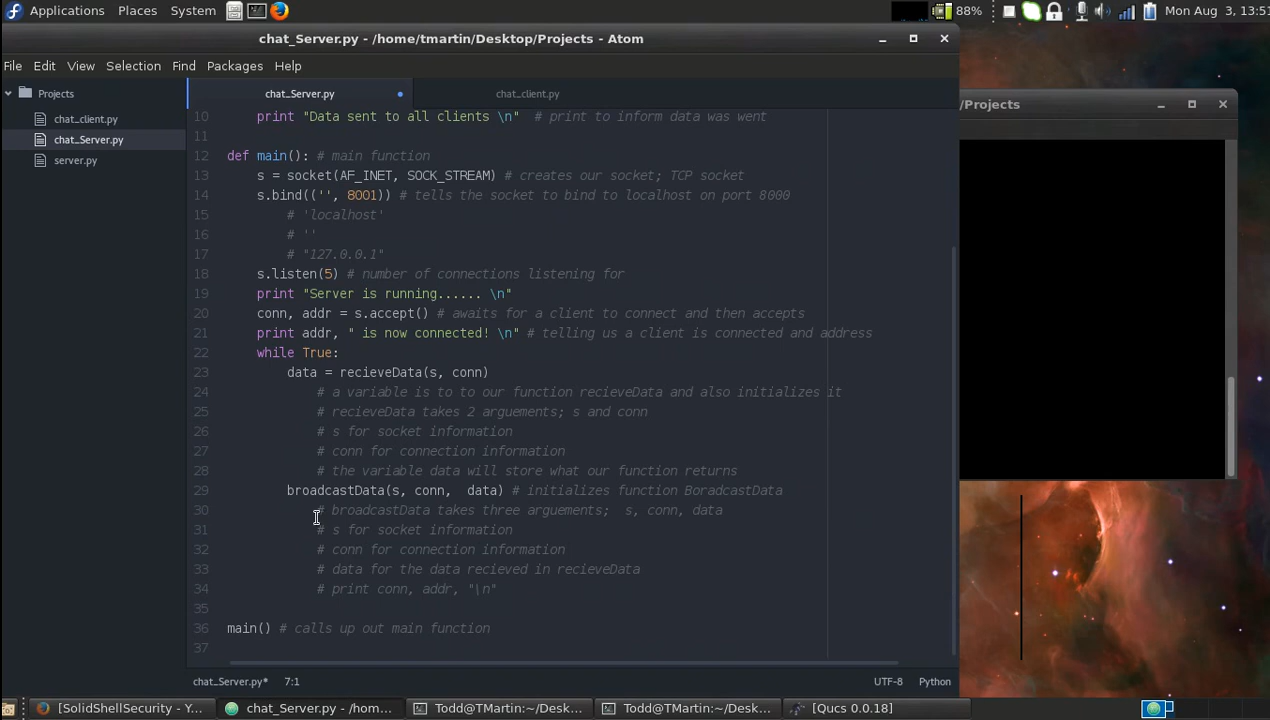 Applications Places System 88% Mon Aug 3, 13:51
chat_Server.py - /home/tmartin/Desktop/Projects - Atom
File Edit View Selection Find Packages Help
/Projects
Projects
chat_client.py
chat_Server.py
server.py
chat_Server.py chat_client.py
10 print "Data sent to all clients \n" # print to inform data was went
11
12 def main(): # main function
13 s = socket(AF_INET, SOCK_STREAM) # creates our socket; TCP socket
14 s.bind(('', 8001)) # tells the socket to bind to localhost on port 8000
15 # 'localhost'
16 # ''
17 # "127.0.0.1"
18 s.listen(5) # number of connections listening for
19 print "Server is running...... \n"
20 conn, addr = s.accept() # awaits for a client to connect and then accepts
21 print addr, " is now connected! \n" # telling us a client is connected and address
22 while True:
23 data = recieveData(s, conn)
24 # a variable is to to our function recieveData and also initializes it
25 # recieveData takes 2 arguements; s and conn
26 # s for socket information
27 # conn for connection information
28 # the variable data will store what our function returns
29 broadcastData(s, conn,  data) # initializes function BoradcastData
30 # broadcastData takes three arguements;  s, conn, data
31 # s for socket information
32 # conn for connection information
33 # data for the data recieved in recieveData
34 # print conn, addr, "\n"
35
36 main() # calls up out main function
37
chat_Server.py* 7:1 UTF-8 Python
[SolidShellSecurity - Y... chat_Server.py - /hom... Todd@TMartin:~/Desk... Todd@TMartin:~/Desk... [Qucs 0.0.18]